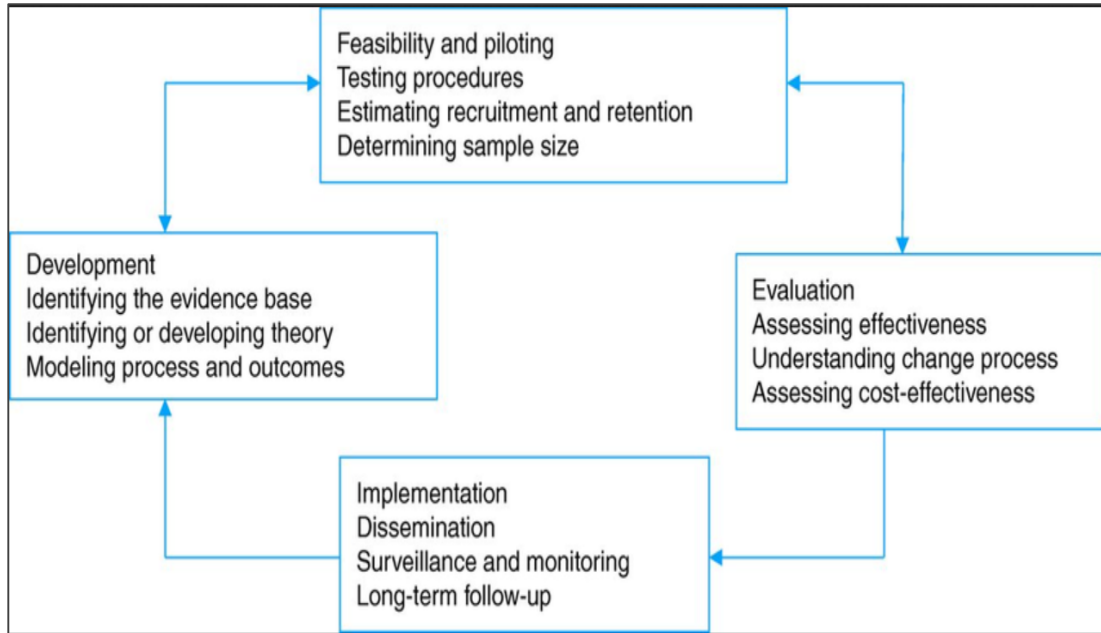 Feasibility and piloting
Testing procedures
Estimating recruitment and retention
Determining sample size
Development
Identifying the evidence base
Identifying or developing theory
Modeling process and outcomes
Evaluation
Assessing effectiveness
Understanding change process
Assessing cost-effectiveness
Implementation
Dissemination
Surveillance and monitoring
Long-term follow-up